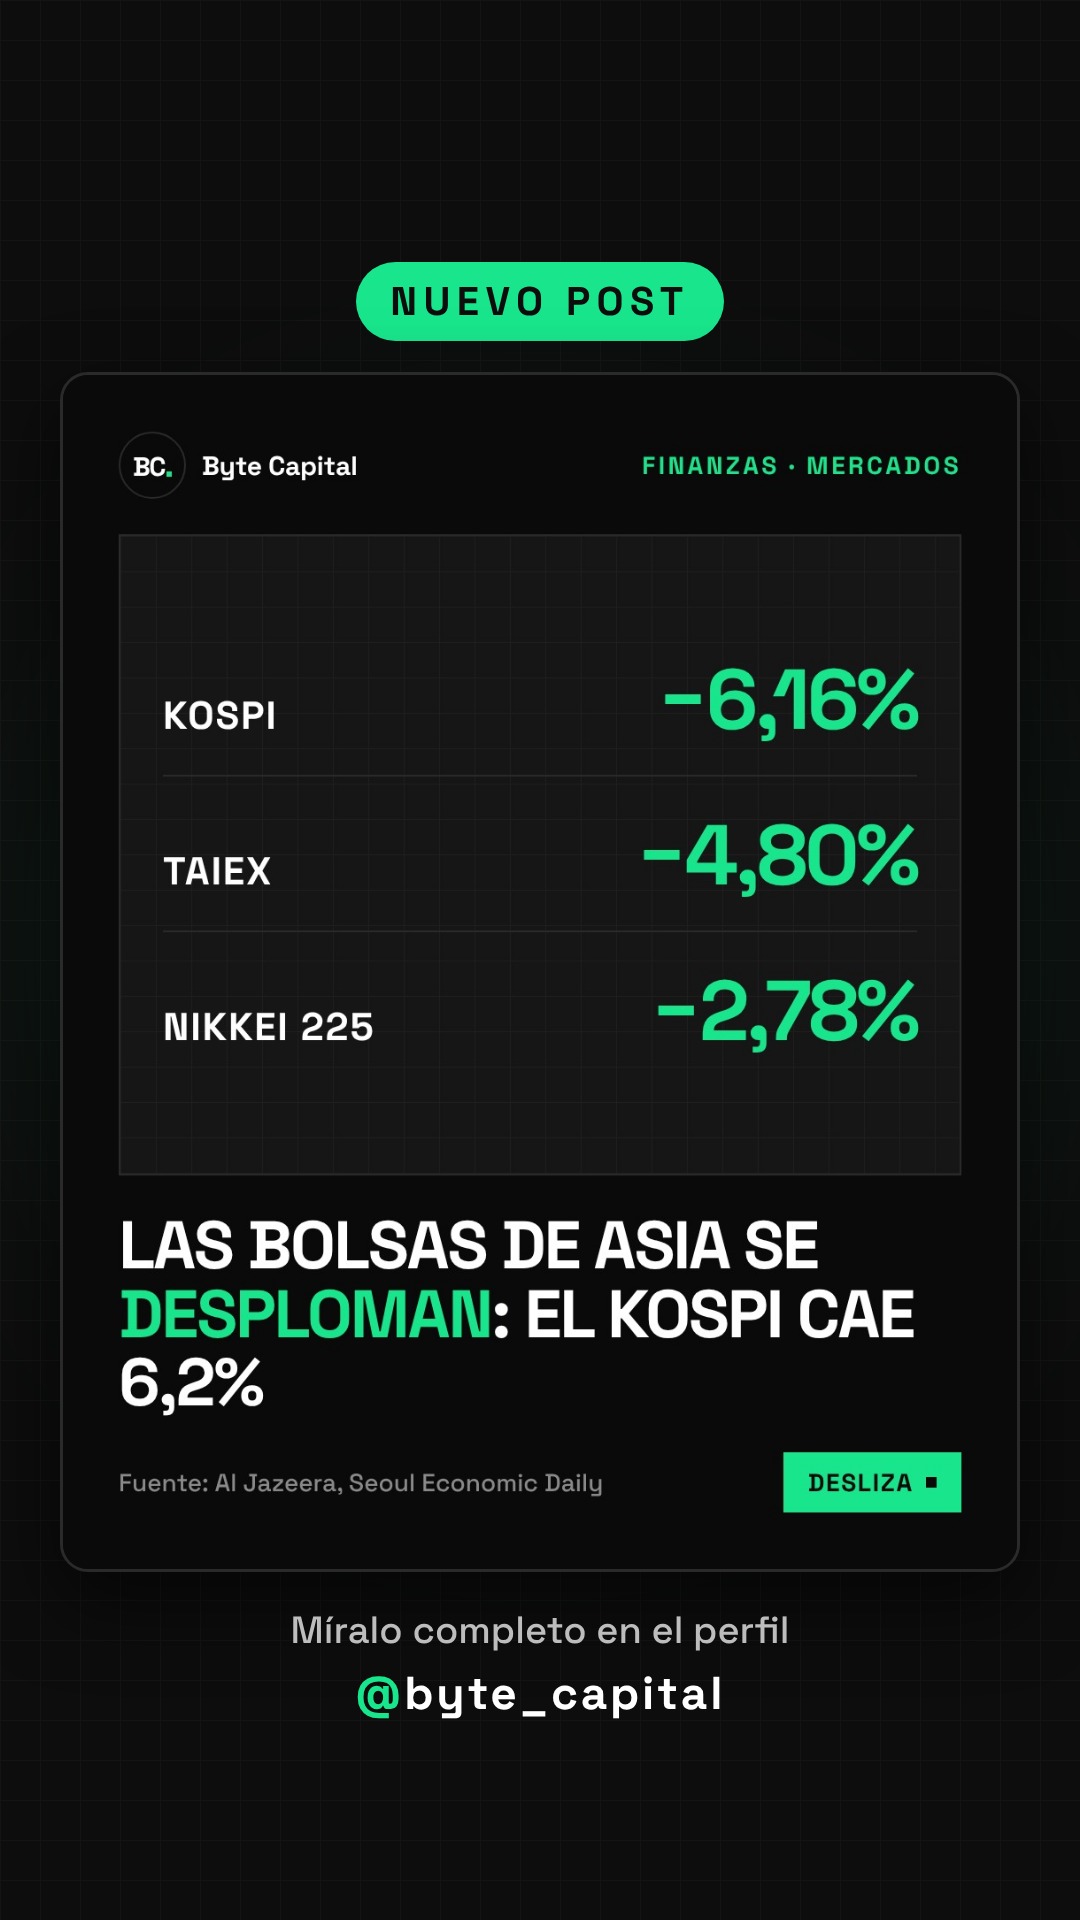 NUEVO POST
BC. Byte Capital
FINANZAS · MERCADOS
KOSPI −6,16%
TAIEX −4,80%
NIKKEI 225 −2,78%
LAS BOLSAS DE ASIA SE
DESPLOMAN: EL KOSPI CAE
6,2%
Fuente: Al Jazeera, Seoul Economic Daily
DESLIZA ▪
Míralo completo en el perfil
@byte_capital